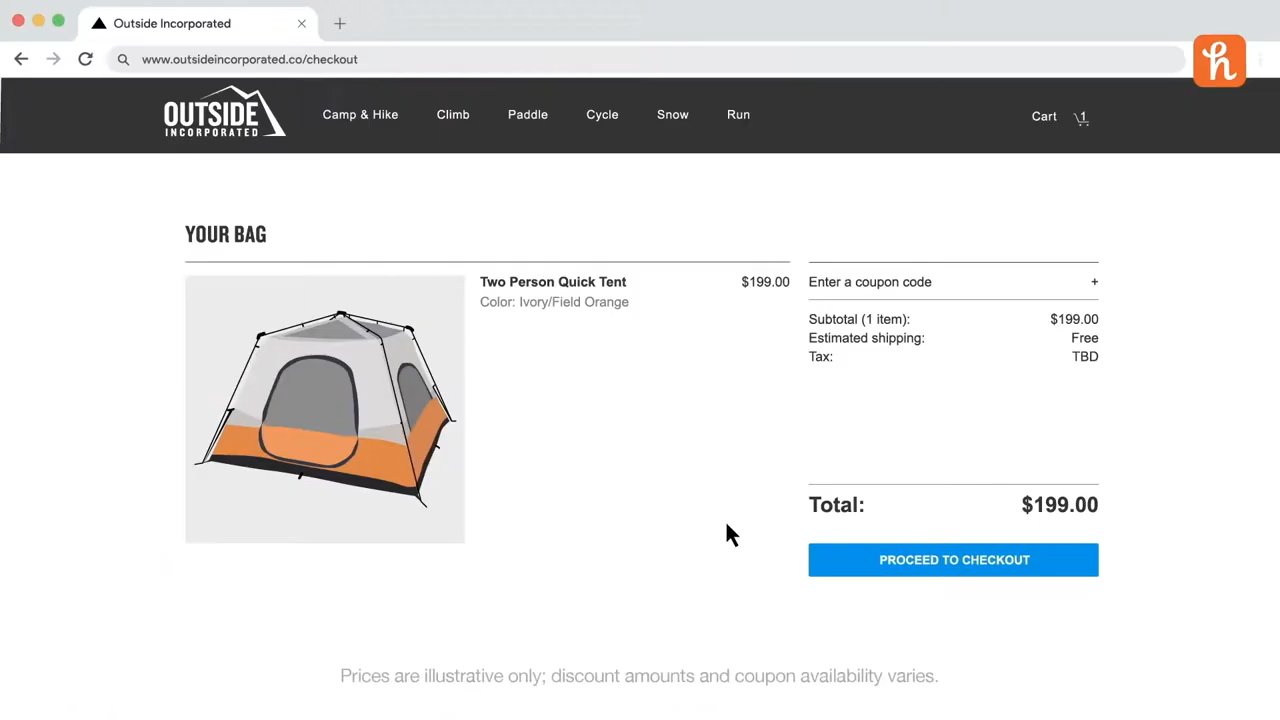 Outside Incorporated
www.outsideincorporated.co/checkout
h
OUTSIDE
INCORPORATED
Camp & Hike Climb Paddle Cycle Snow Run
Cart 1
YOUR BAG
Two Person Quick Tent $199.00
Color: Ivory/Field Orange
Enter a coupon code +
Subtotal (1 item): $199.00
Estimated shipping: Free
Tax: TBD
Total: $199.00
PROCEED TO CHECKOUT
Prices are illustrative only; discount amounts and coupon availability varies.